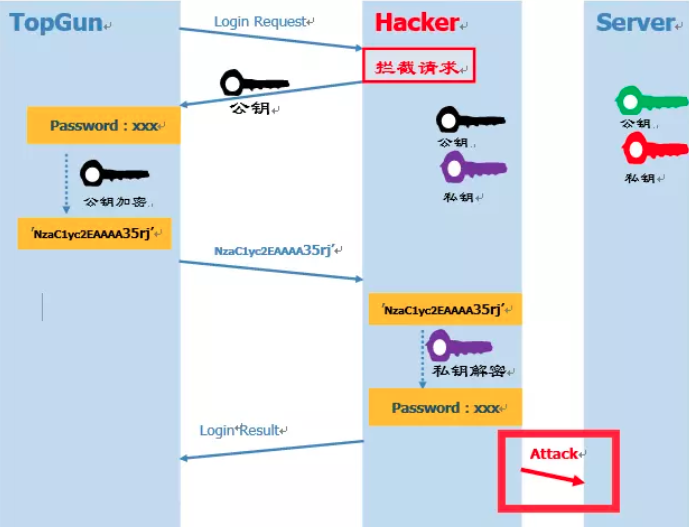 TopGun
Hacker
Server
Login Request
拦截请求
公钥
Password：xxx
公钥
私钥
公钥
私钥
公钥加密
'NzaC1yc2EAAAA35rj'
NzaC1yc2EAAAA35rj'
'NzaC1yc2EAAAA35rj'
私钥解密
Password：xxx
Login Result
Attack